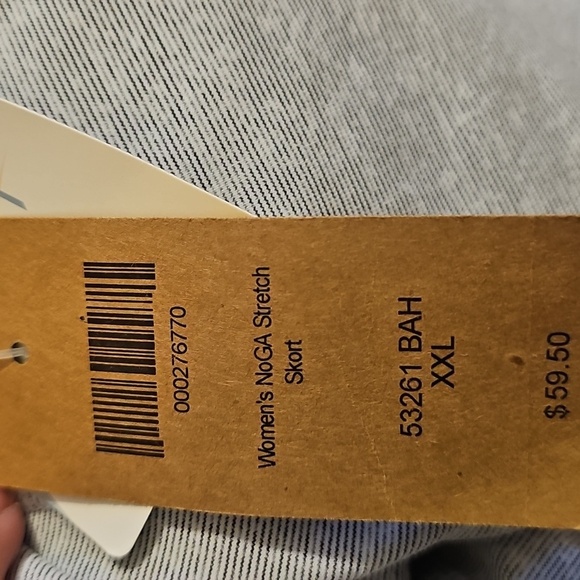 000276770
Women's NoGA Stretch
Skort
53261 BAH
XXL
$59.50